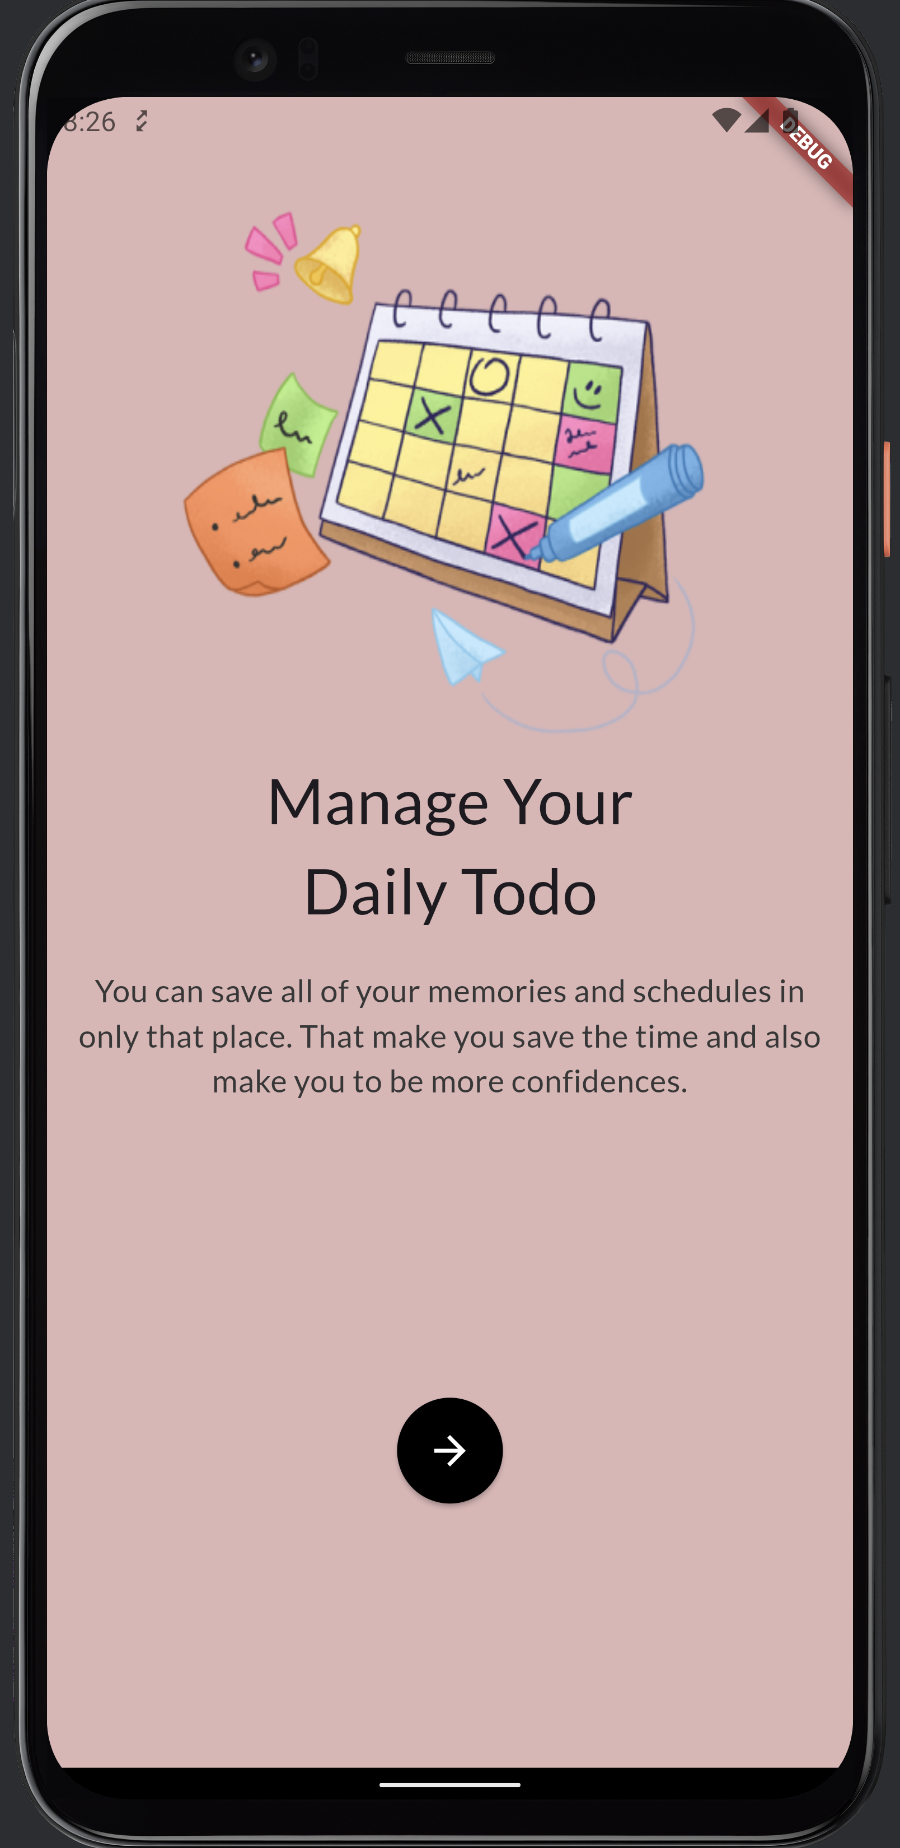 8:26
DEBUG
Manage Your
Daily Todo
You can save all of your memories and schedules in
only that place. That make you save the time and also
make you to be more confidences.